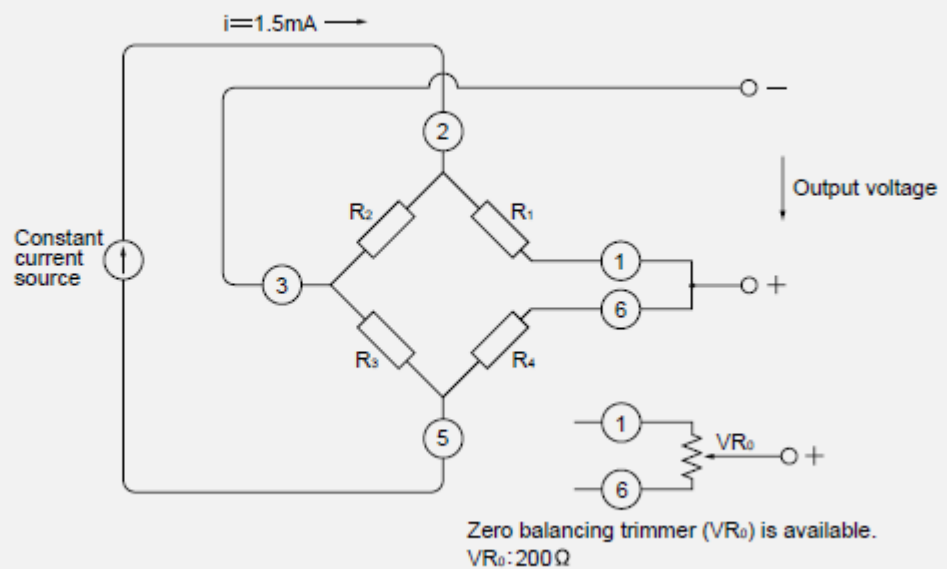 i=1.5mA
−
2
Output voltage
R₂
R₁
Constant
current
source
1
3
+
6
R₃
R₄
5
1
VR₀
+
6
Zero balancing trimmer (VR₀) is available.
VR₀:200Ω